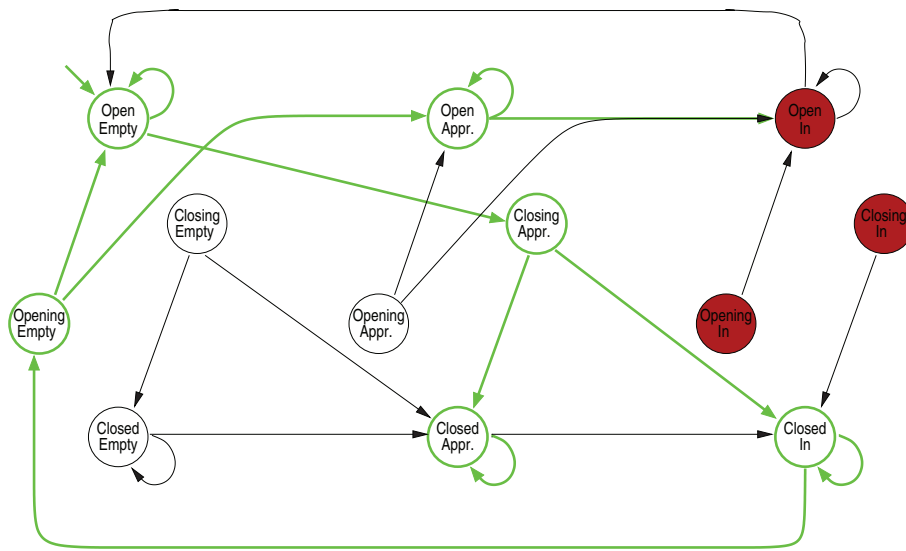 Open
Empty
Open
Appr.
Open
In
Closing
Empty
Closing
Appr.
Closing
In
Opening
Empty
Opening
Appr.
Opening
In
Closed
Empty
Closed
Appr.
Closed
In